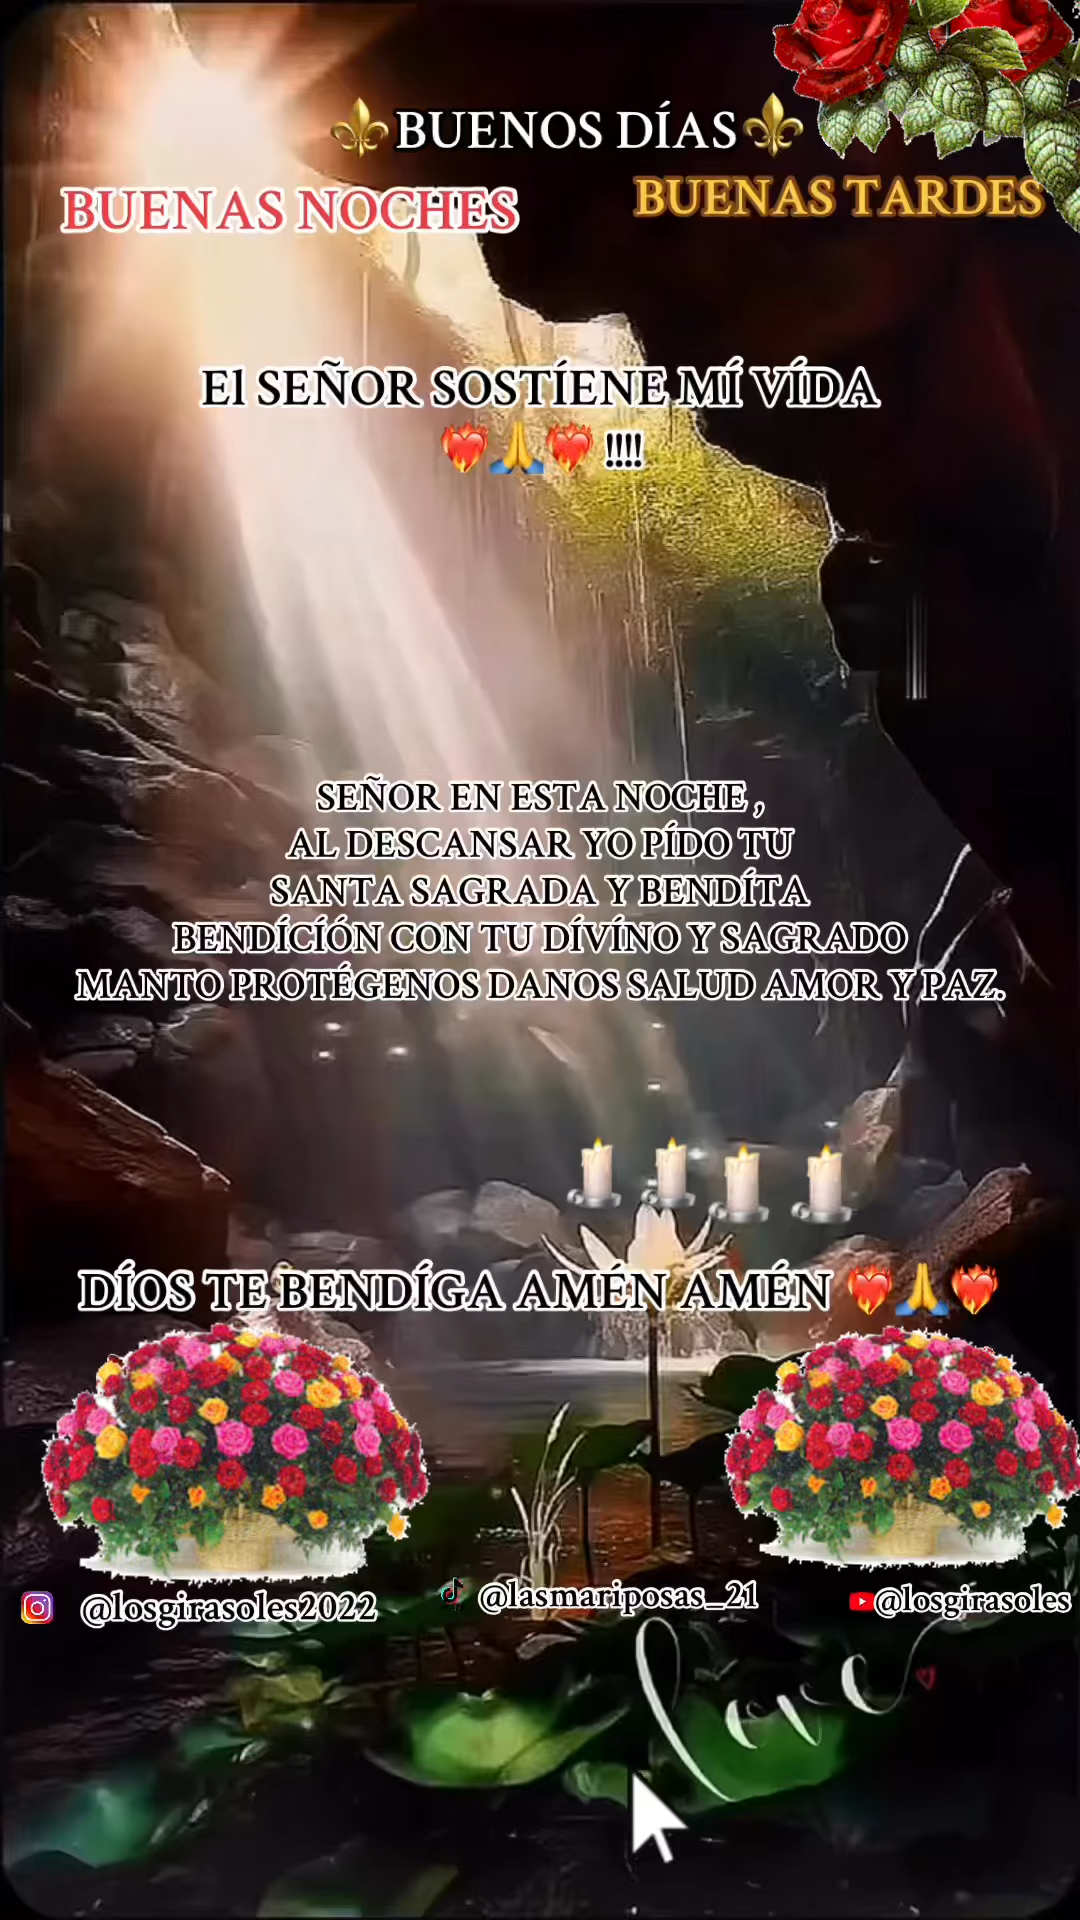 ⚜️BUENOS DÍAS⚜️
BUENAS NOCHES
BUENAS TARDES
El SEÑOR SOSTÍENE MÍ VÍDA
❤️‍🔥🙏❤️‍🔥 !!!!
SEÑOR EN ESTA NOCHE ,
AL DESCANSAR YO PÍDO TU
SANTA SAGRADA Y BENDÍTA
BENDÍCÍÓN CON TU DÍVÍNO Y SAGRADO
MANTO PROTÉGENOS DANOS SALUD AMOR Y PAZ.
DÍOS TE BENDÍGA AMÉN AMÉN ❤️‍🔥🙏❤️‍🔥
@losgirasoles2022
@lasmariposas_21
@losgirasoles
love